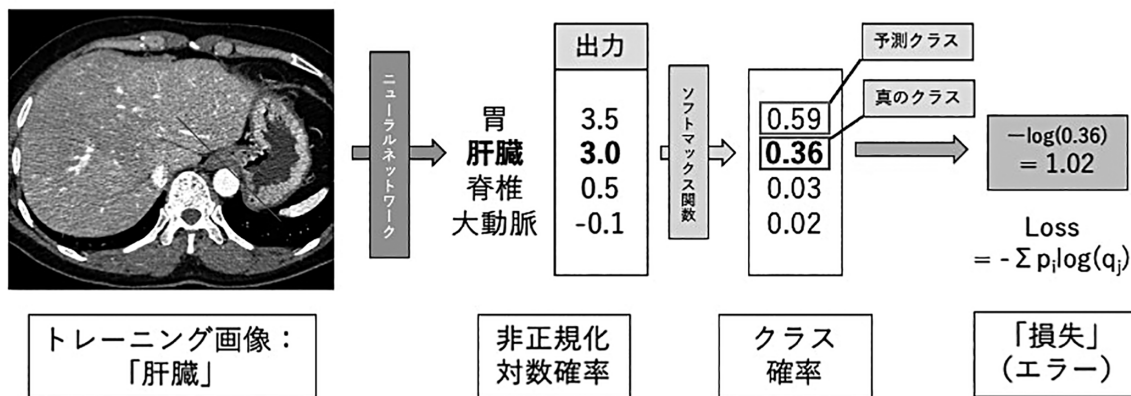 ニューラルネットワーク
胃
肝臓
脊椎
大動脈
出力
3.5
3.0
0.5
-0.1
ソフトマックス関数
0.59
0.36
0.03
0.02
予測クラス
真のクラス
−log(0.36)
= 1.02
Loss
= - Σ pᵢlog(qⱼ)
トレーニング画像：
「肝臓」
非正規化
対数確率
クラス
確率
「損失」
（エラー）